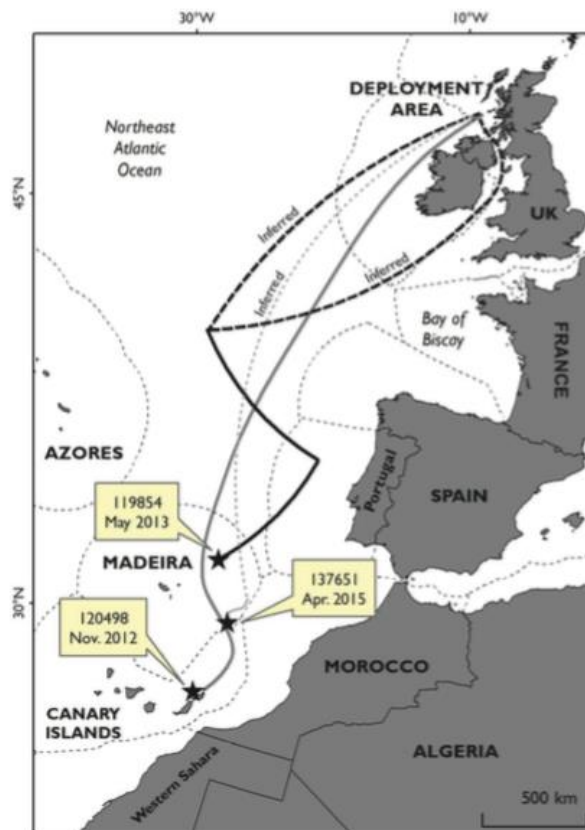 30°W
10°W
DEPLOYMENT
AREA
Northeast
Atlantic
Ocean
45°N
UK
Inferred
Inferred
Inferred
Bay of
Biscay
FRANCE
AZORES
Portugal
SPAIN
119854
May 2013
MADEIRA
137651
Apr. 2015
30°N
120498
Nov. 2012
MOROCCO
CANARY
ISLANDS
ALGERIA
Western Sahara
500 km